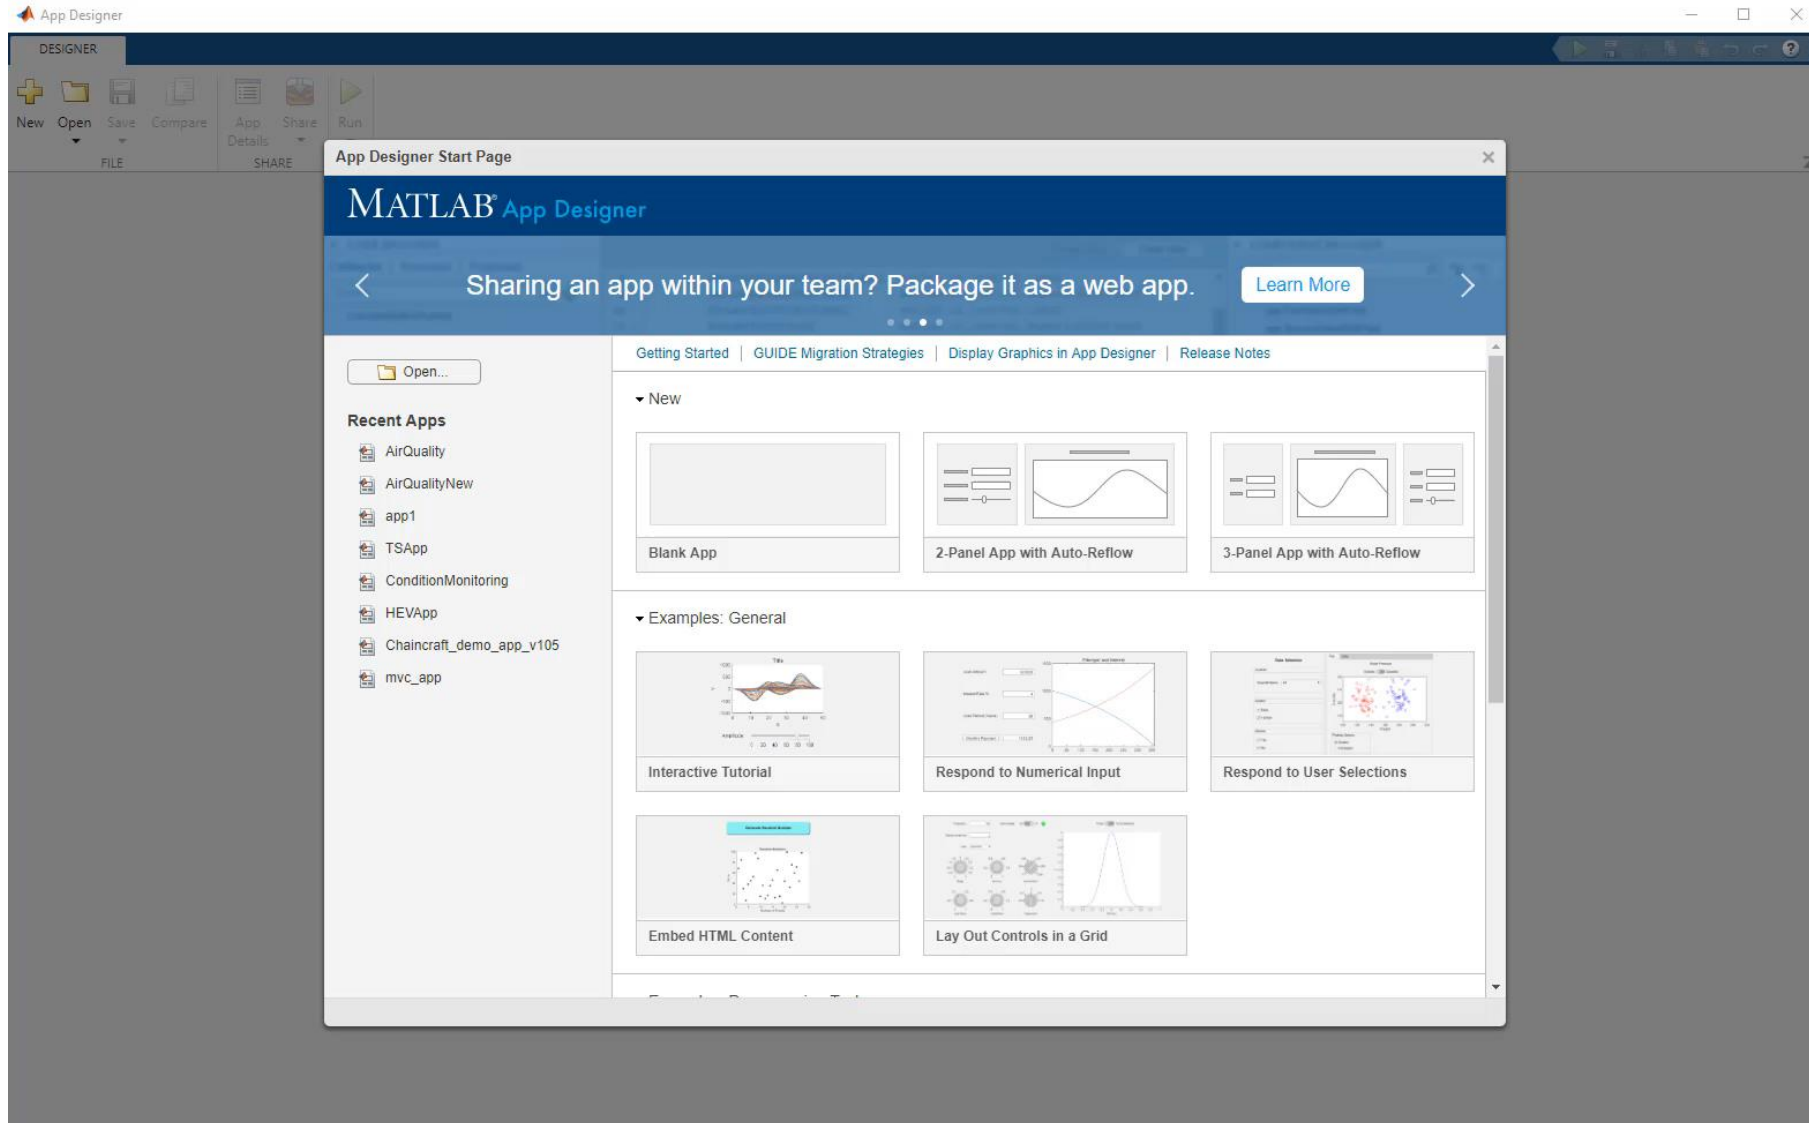 App Designer
DESIGNER
New Open Save Compare App Details Share Run
FILE SHARE
App Designer Start Page
MATLAB® App Designer
Sharing an app within your team? Package it as a web app. Learn More
Open...
Getting Started | GUIDE Migration Strategies | Display Graphics in App Designer | Release Notes
Recent Apps
AirQuality
AirQualityNew
app1
TSApp
ConditionMonitoring
HEVApp
Chaincraft_demo_app_v105
mvc_app
New
Blank App
2-Panel App with Auto-Reflow
3-Panel App with Auto-Reflow
Examples: General
Interactive Tutorial
Respond to Numerical Input
Respond to User Selections
Embed HTML Content
Lay Out Controls in a Grid